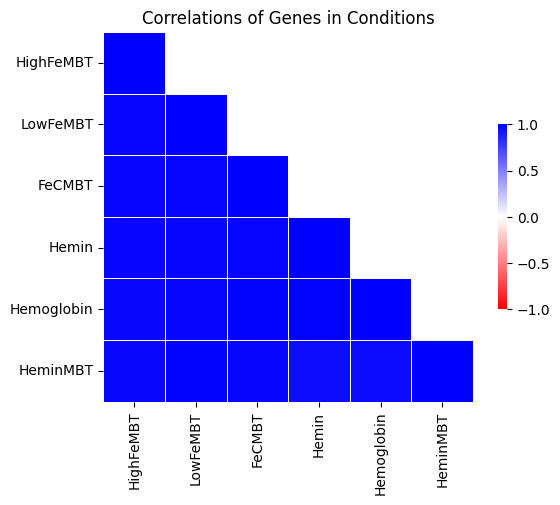 Correlations of Genes in Conditions
HighFeMBT
LowFeMBT
FeCMBT
Hemin
Hemoglobin
HeminMBT
HighFeMBT
LowFeMBT
FeCMBT
Hemin
Hemoglobin
HeminMBT
1.0
0.5
0.0
−0.5
−1.0